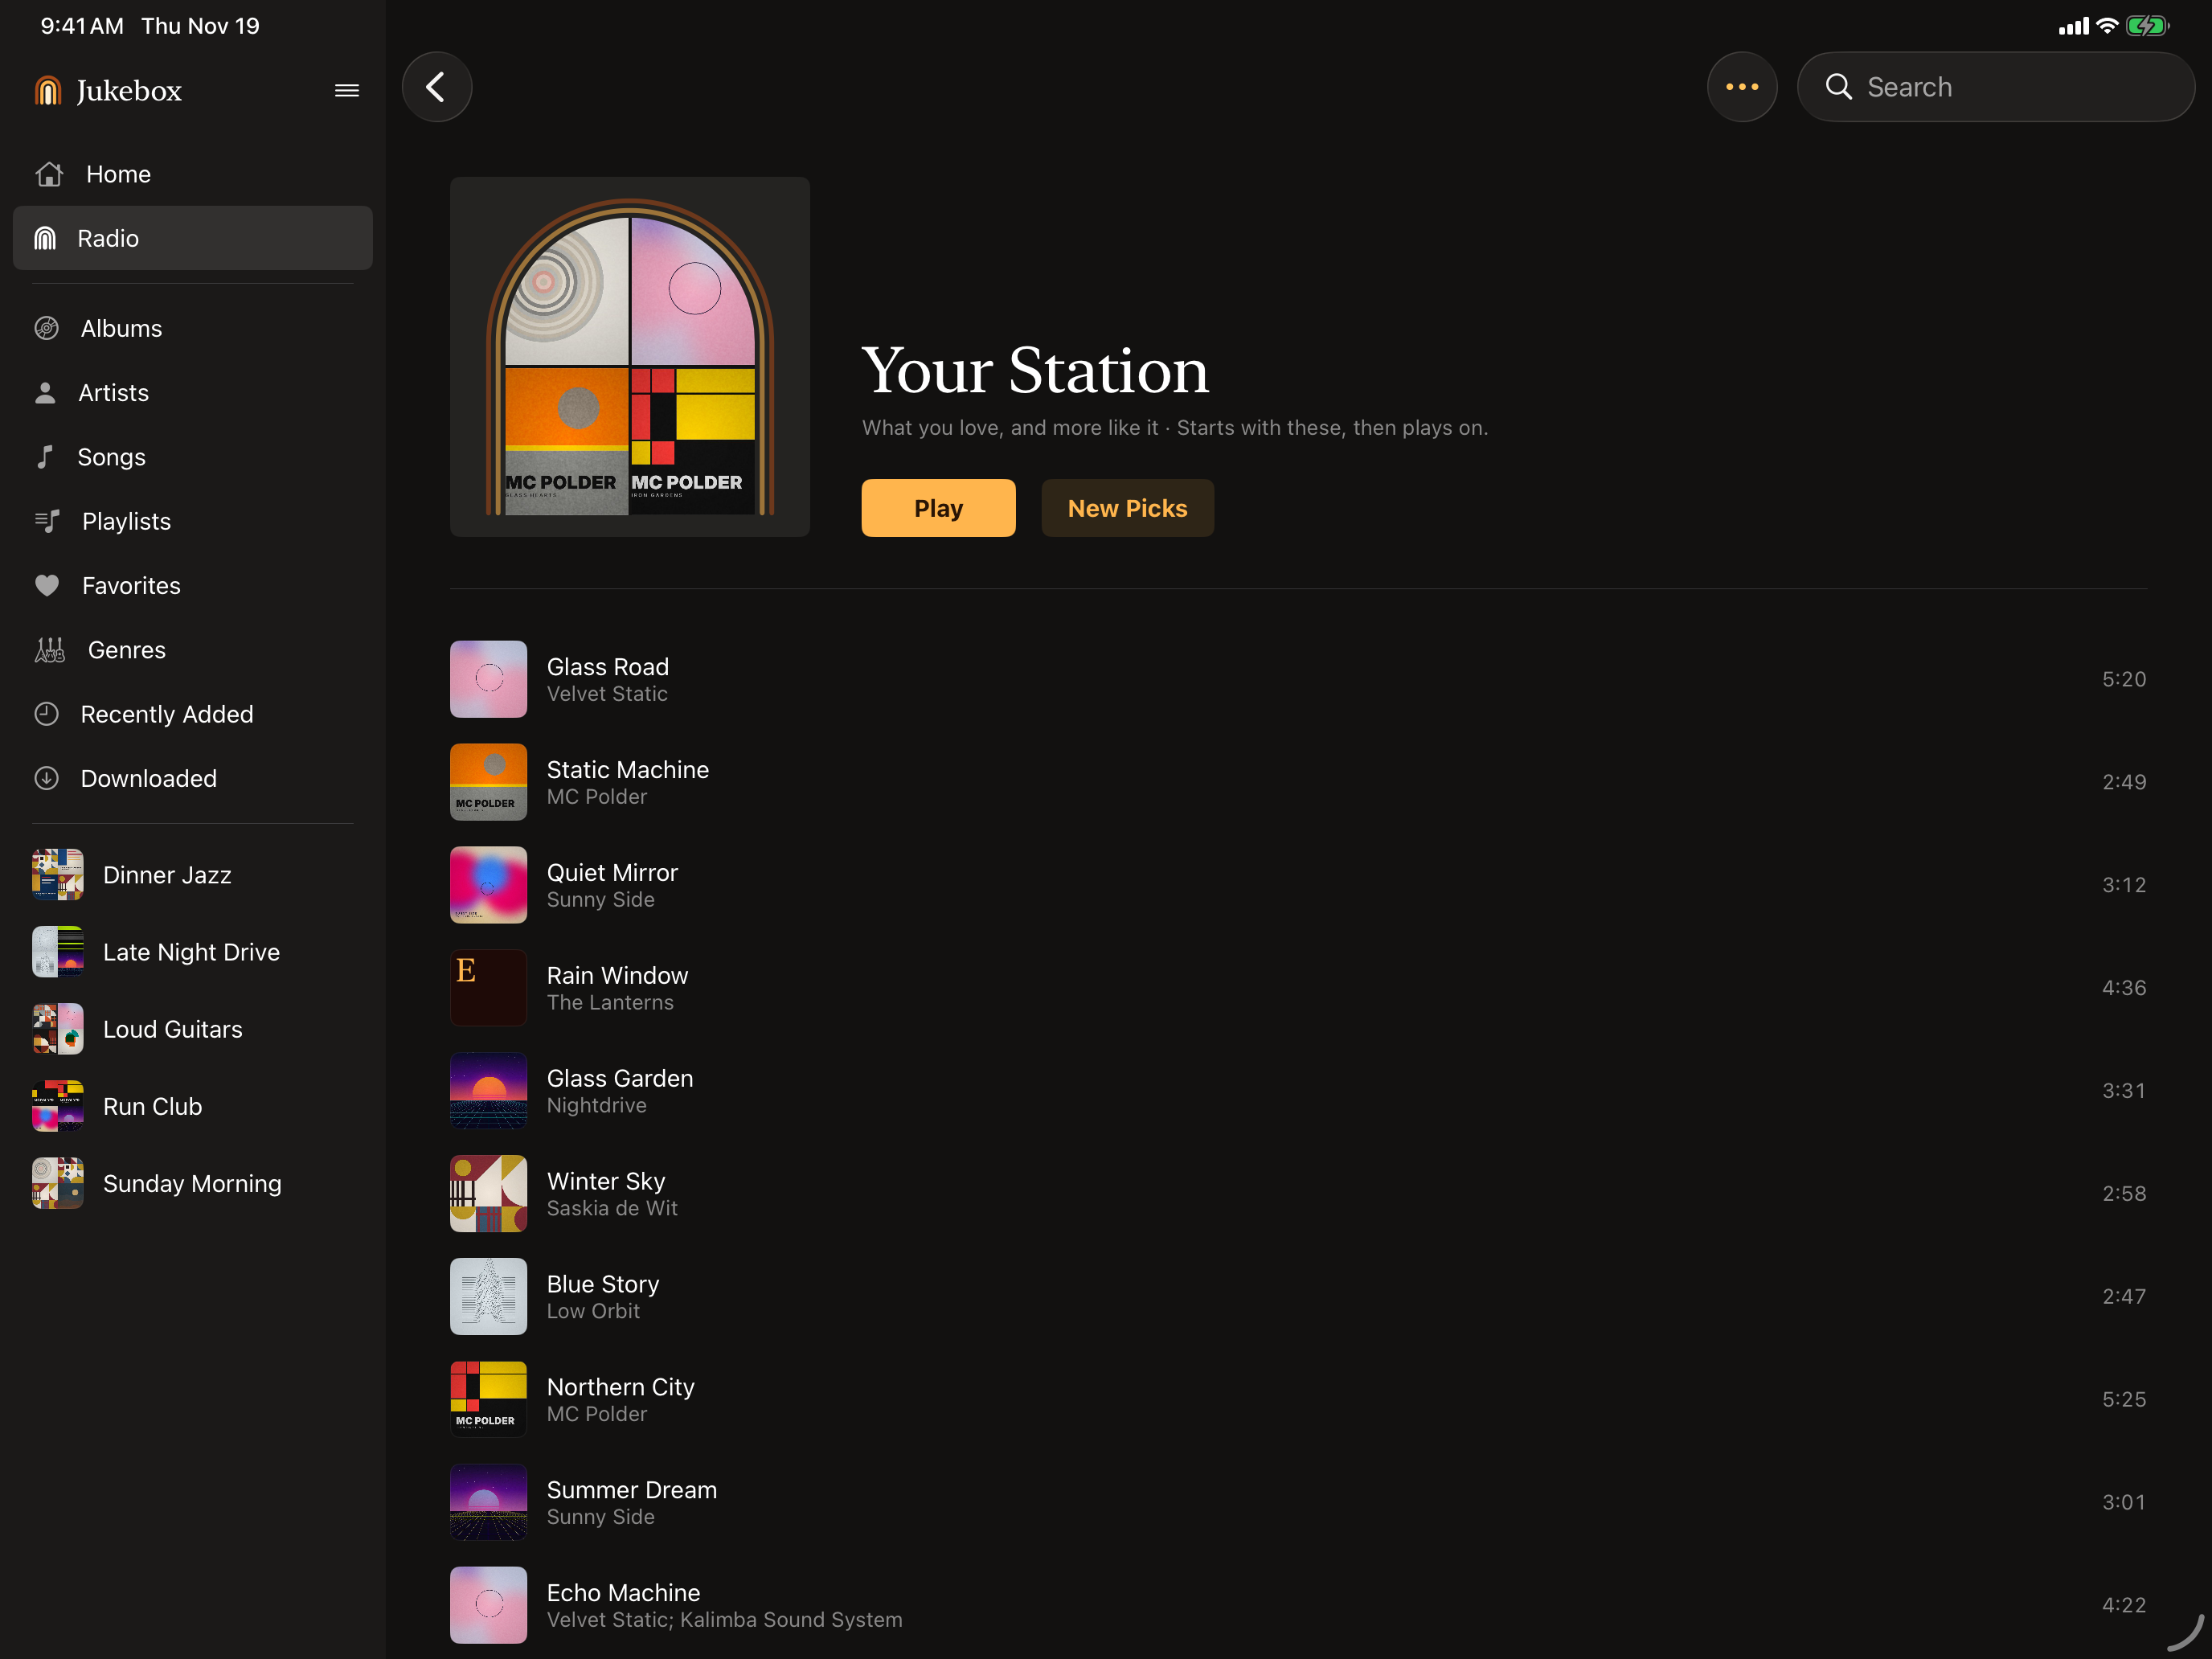 9:41 AM Thu Nov 19
Jukebox
Search
Home
Radio
Albums
Artists
Songs
Playlists
Favorites
Genres
Recently Added
Downloaded
Dinner Jazz
Late Night Drive
Loud Guitars
Run Club
Sunday Morning
MC POLDER
GLASS HEARTS
MC POLDER
IRON GARDENS
Your Station
What you love, and more like it · Starts with these, then plays on.
Play
New Picks
Glass Road
Velvet Static
5:20
MC POLDER
Static Machine
MC Polder
2:49
Quiet Mirror
Sunny Side
3:12
E
Rain Window
The Lanterns
4:36
Glass Garden
Nightdrive
3:31
Winter Sky
Saskia de Wit
2:58
Blue Story
Low Orbit
2:47
MC POLDER
Northern City
MC Polder
5:25
Summer Dream
Sunny Side
3:01
Echo Machine
Velvet Static; Kalimba Sound System
4:22